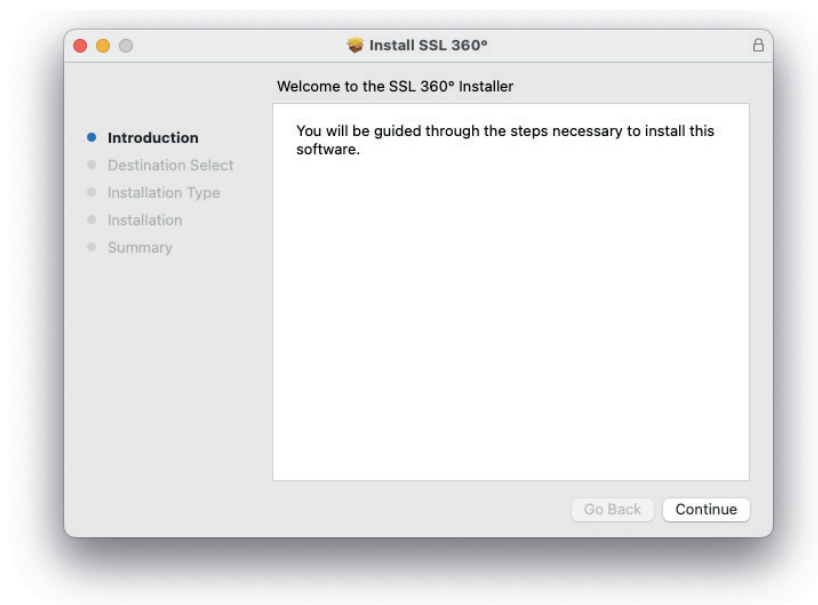 Install SSL 360°
Welcome to the SSL 360° Installer
Introduction
Destination Select
Installation Type
Installation
Summary
You will be guided through the steps necessary to install this
software.
Go Back
Continue